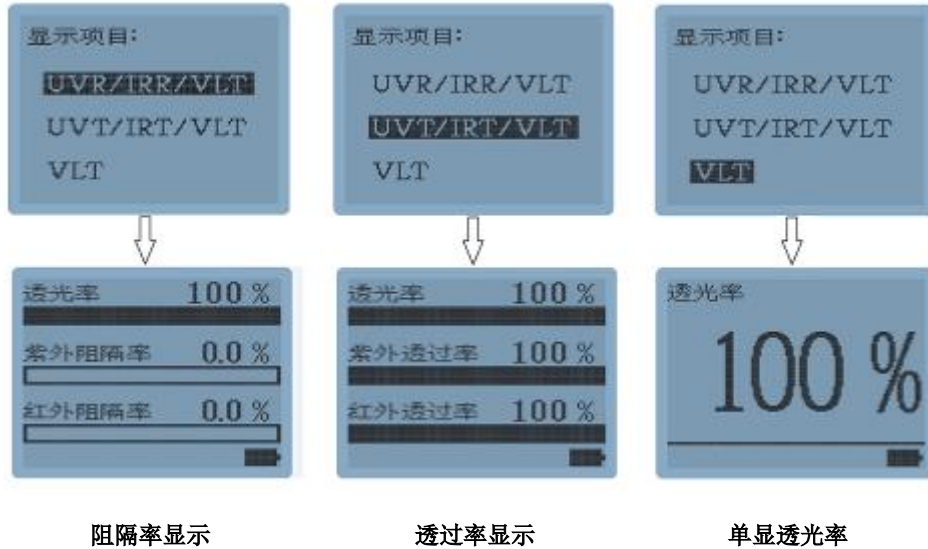 显示项目:
UVR/IRR/VLT
UVT/IRT/VLT
VLT
显示项目:
UVR/IRR/VLT
UVT/IRT/VLT
VLT
显示项目:
UVR/IRR/VLT
UVT/IRT/VLT
VLT
透光率 100 %
紫外阻隔率 0.0 %
红外阻隔率 0.0 %
透光率 100 %
紫外透过率 100 %
红外透过率 100 %
透光率
100 %
阻隔率显示
透过率显示
单显透光率